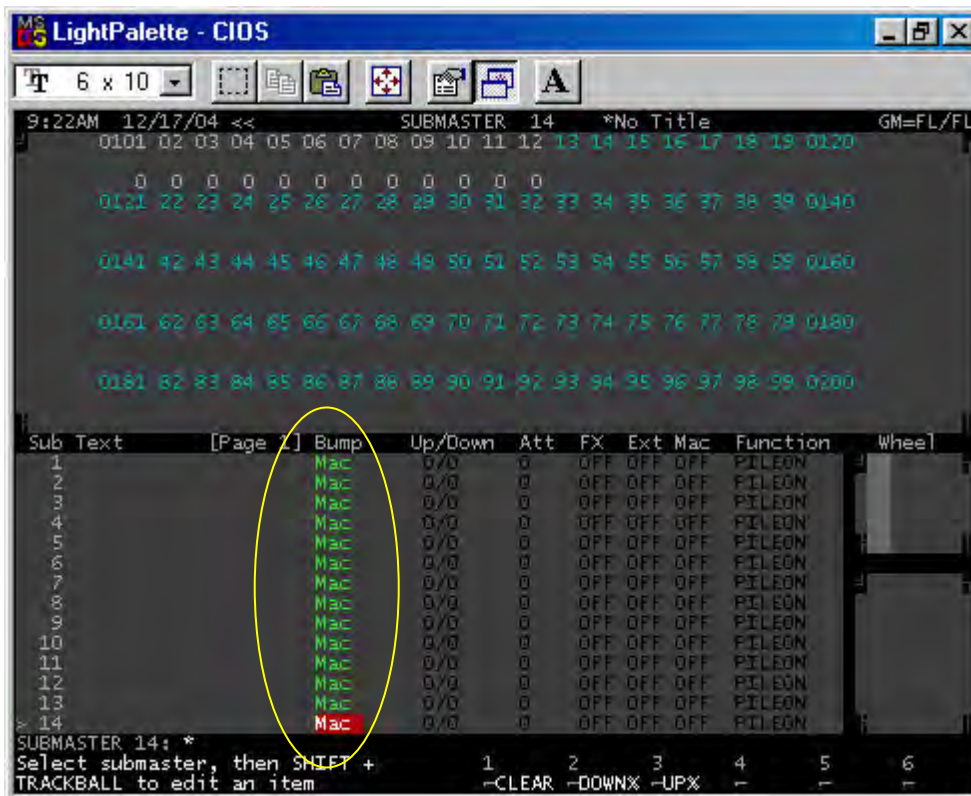 LightPalette - CIOS
6 x 10
9:22AM 12/17/04 << SUBMASTER 14 *No Title GM=FL/FL
0101 02 03 04 05 06 07 08 09 10 11 12 13 14 15 16 17 18 19 0120
0 0 0 0 0 0 0 0 0 0 0 0
0121 22 23 24 25 26 27 28 29 30 31 32 33 34 35 36 37 38 39 0140
0141 42 43 44 45 46 47 48 49 50 51 52 53 54 55 56 57 58 59 0160
0161 62 63 64 65 66 67 68 69 70 71 72 73 74 75 76 77 78 79 0180
0181 82 83 84 85 86 87 88 89 90 91 92 93 94 95 96 97 98 99 0200
Sub Text [Page 1] Bump Up/Down Att FX Ext Mac Function Wheel
1 Mac 0/0 0 OFF OFF OFF PILEON
2 Mac 0/0 0 OFF OFF OFF PILEON
3 Mac 0/0 0 OFF OFF OFF PILEON
4 Mac 0/0 0 OFF OFF OFF PILEON
5 Mac 0/0 0 OFF OFF OFF PILEON
6 Mac 0/0 0 OFF OFF OFF PILEON
7 Mac 0/0 0 OFF OFF OFF PILEON
8 Mac 0/0 0 OFF OFF OFF PILEON
9 Mac 0/0 0 OFF OFF OFF PILEON
10 Mac 0/0 0 OFF OFF OFF PILEON
11 Mac 0/0 0 OFF OFF OFF PILEON
12 Mac 0/0 0 OFF OFF OFF PILEON
13 Mac 0/0 0 OFF OFF OFF PILEON
> 14 Mac 0/0 0 OFF OFF OFF PILEON
SUBMASTER 14: *
Select submaster, then SHIFT + 1 2 3 4 5 6
TRACKBALL to edit an item CLEAR DOWN% UP%